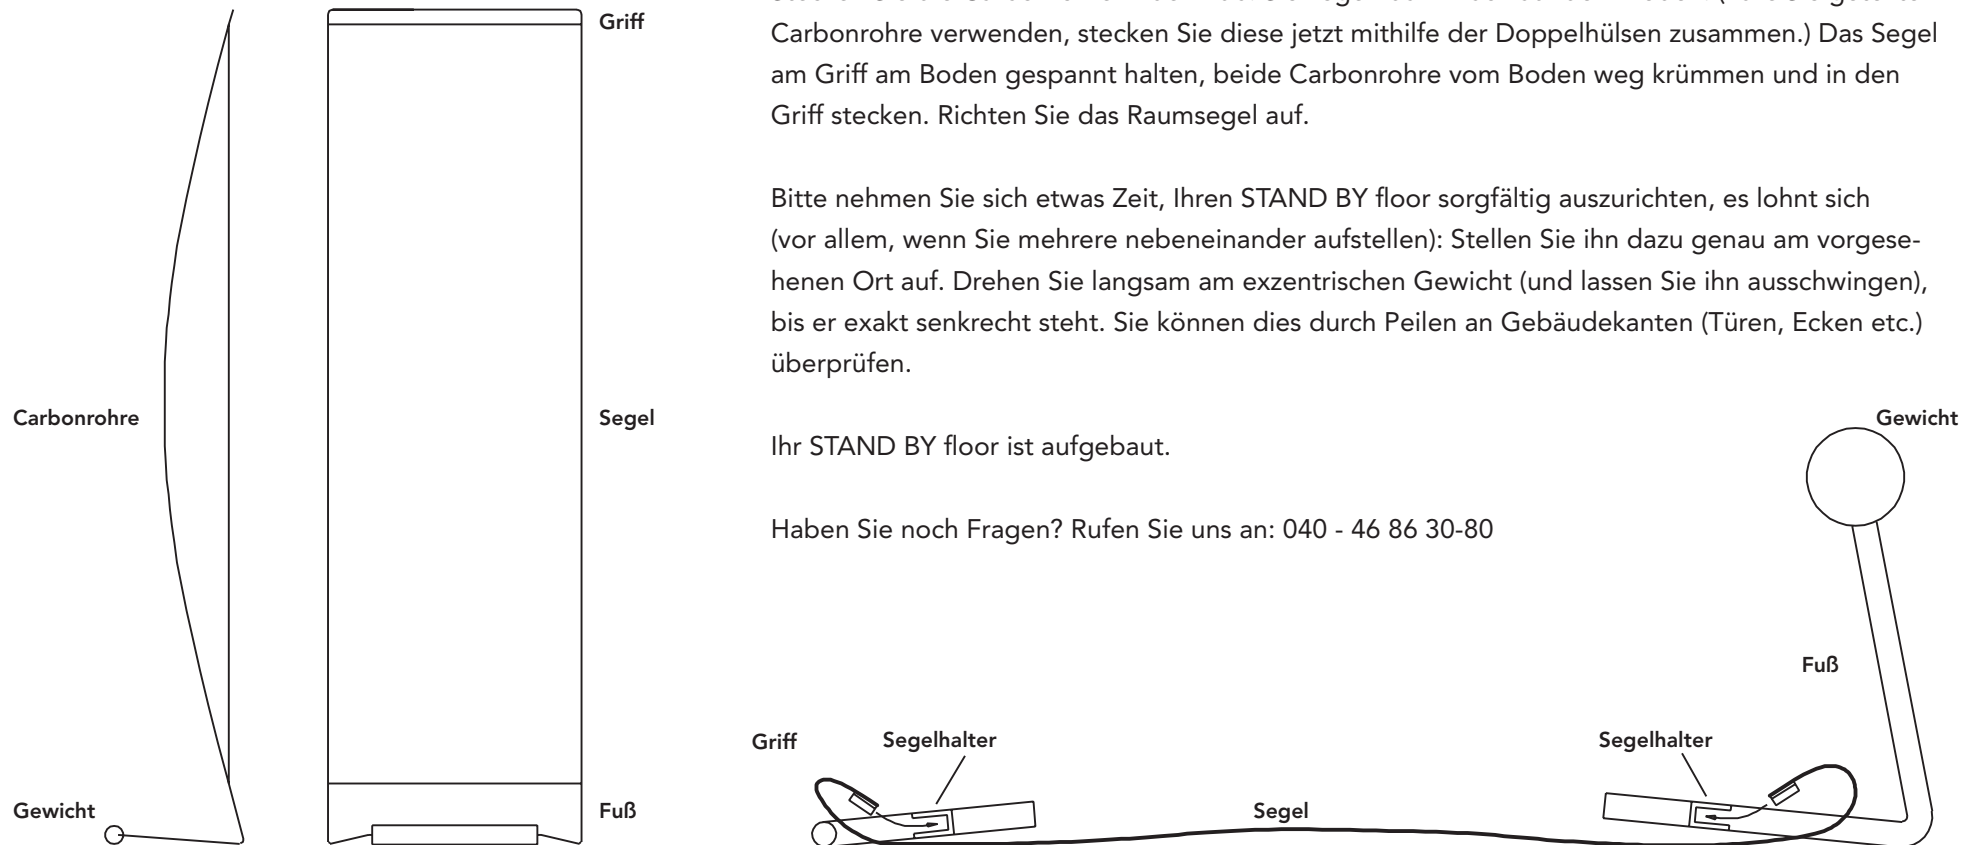 Griff
Carbonrohre verwenden, stecken Sie diese jetzt mithilfe der Doppelhülsen zusammen.) Das Segel
am Griff am Boden gespannt halten, beide Carbonrohre vom Boden weg krümmen und in den
Griff stecken. Richten Sie das Raumsegel auf.
Bitte nehmen Sie sich etwas Zeit, Ihren STAND BY floor sorgfältig auszurichten, es lohnt sich
(vor allem, wenn Sie mehrere nebeneinander aufstellen): Stellen Sie ihn dazu genau am vorgese-
henen Ort auf. Drehen Sie langsam am exzentrischen Gewicht (und lassen Sie ihn ausschwingen),
bis er exakt senkrecht steht. Sie können dies durch Peilen an Gebäudekanten (Türen, Ecken etc.)
überprüfen.
Carbonrohre
Segel
Gewicht
Ihr STAND BY floor ist aufgebaut.
Haben Sie noch Fragen? Rufen Sie uns an: 040 - 46 86 30-80
Fuß
Griff
Segelhalter
Segelhalter
Gewicht
Fuß
Segel